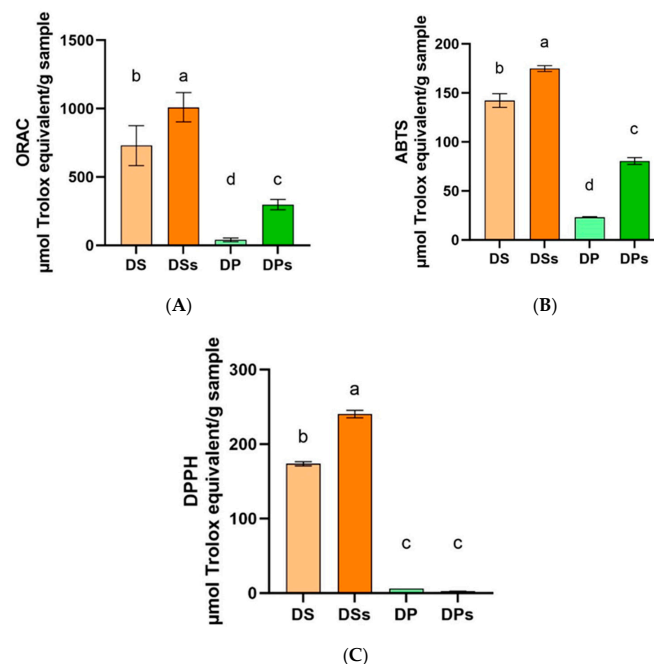 ORAC
µmol Trolox equivalent/g sample
1500
1000
500
0
b
a
d
c
DS
DSs
DP
DPs
(A)
ABTS
µmol Trolox equivalent/g sample
200
150
100
50
0
b
a
d
c
DS
DSs
DP
DPs
(B)
DPPH
µmol Trolox equivalent/g sample
300
200
100
0
b
a
c
c
DS
DSs
DP
DPs
(C)